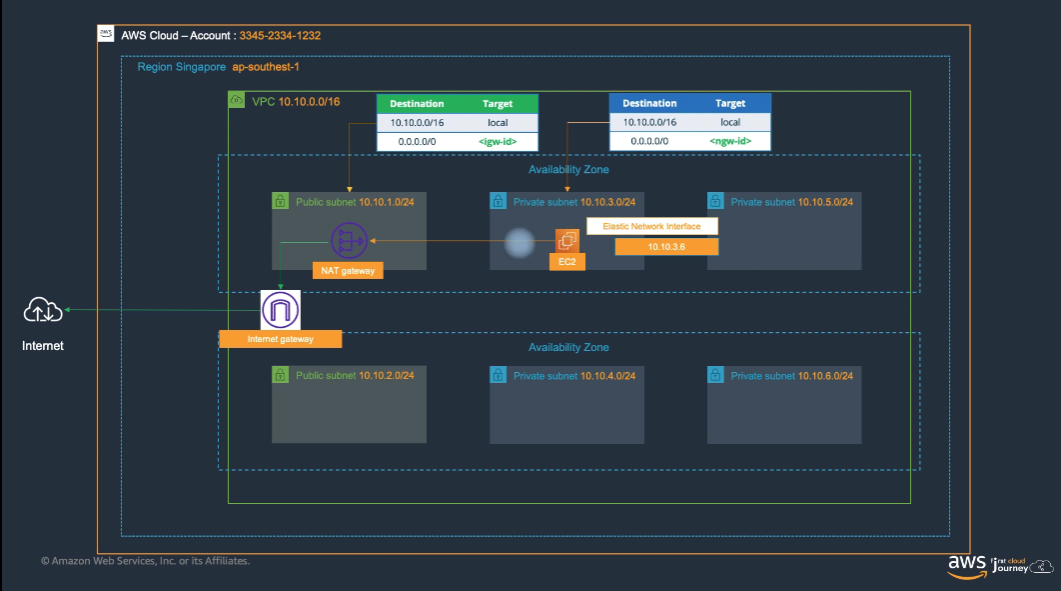 aws
AWS Cloud – Account : 3345-2334-1232
Region Singapore ap-southest-1
VPC 10.10.0.0/16
Destination Target
10.10.0.0/16 local
0.0.0.0/0 <igw-id>
Destination Target
10.10.0.0/16 local
0.0.0.0/0 <ngw-id>
Availability Zone
Public subnet 10.10.1.0/24
Private subnet 10.10.3.0/24
Private subnet 10.10.5.0/24
Elastic Network Interface
10.10.3.6
EC2
NAT gateway
Internet gateway
Internet
Availability Zone
Public subnet 10.10.2.0/24
Private subnet 10.10.4.0/24
Private subnet 10.10.6.0/24
© Amazon Web Services, Inc. or its Affiliates.
aws
first cloud
journey